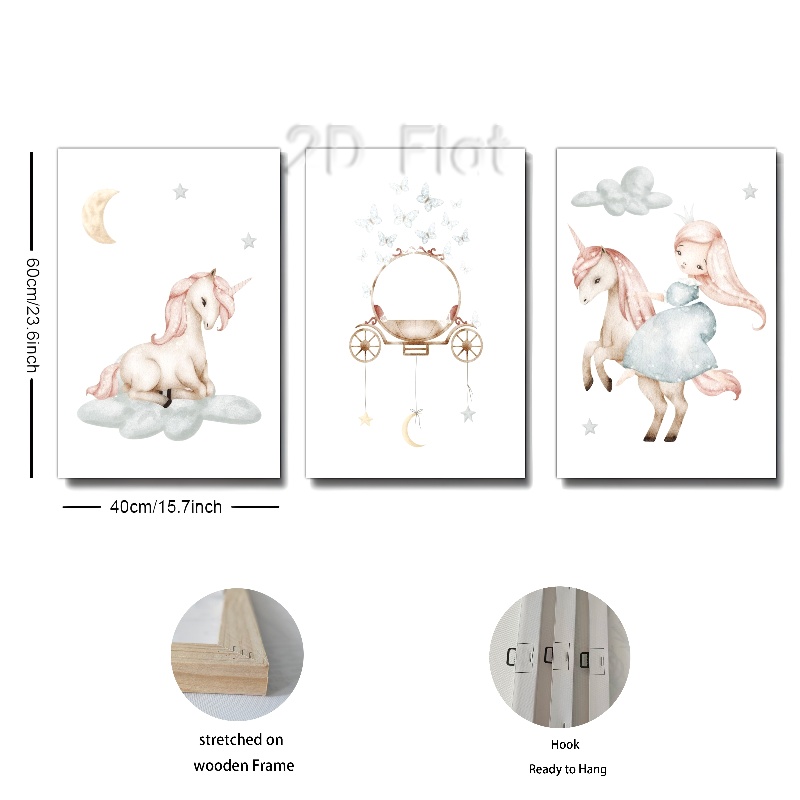 2D Flat
60cm/23.6inch
40cm/15.7inch
stretched on
wooden Frame
Hook
Ready to Hang